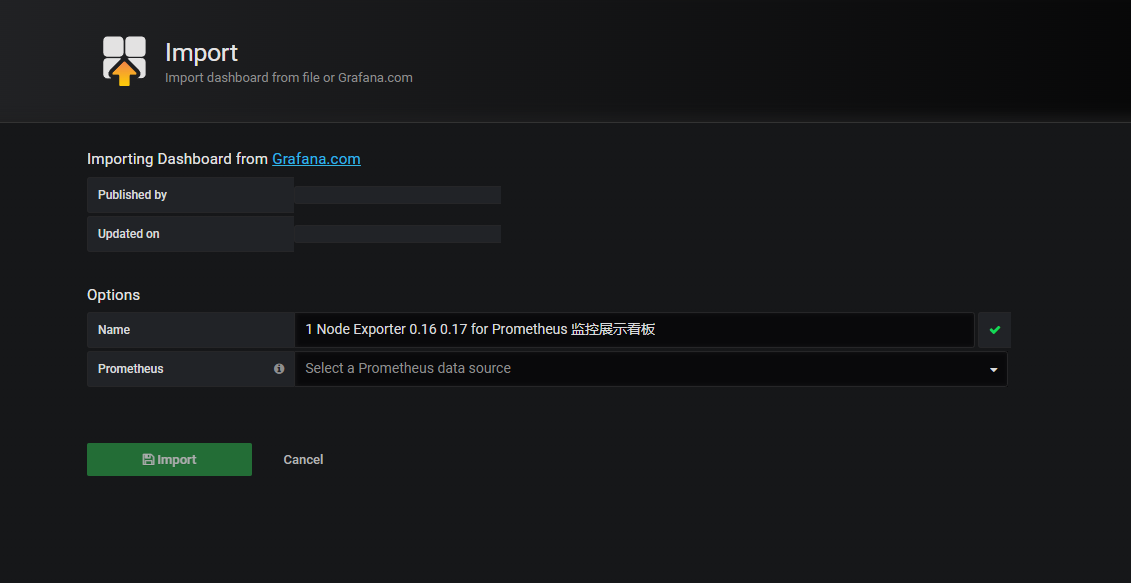 Import
Import dashboard from file or Grafana.com
Importing Dashboard from Grafana.com
Published by
Updated on
Options
Name 1 Node Exporter 0.16 0.17 for Prometheus 监控展示看板
Prometheus Select a Prometheus data source
Import Cancel